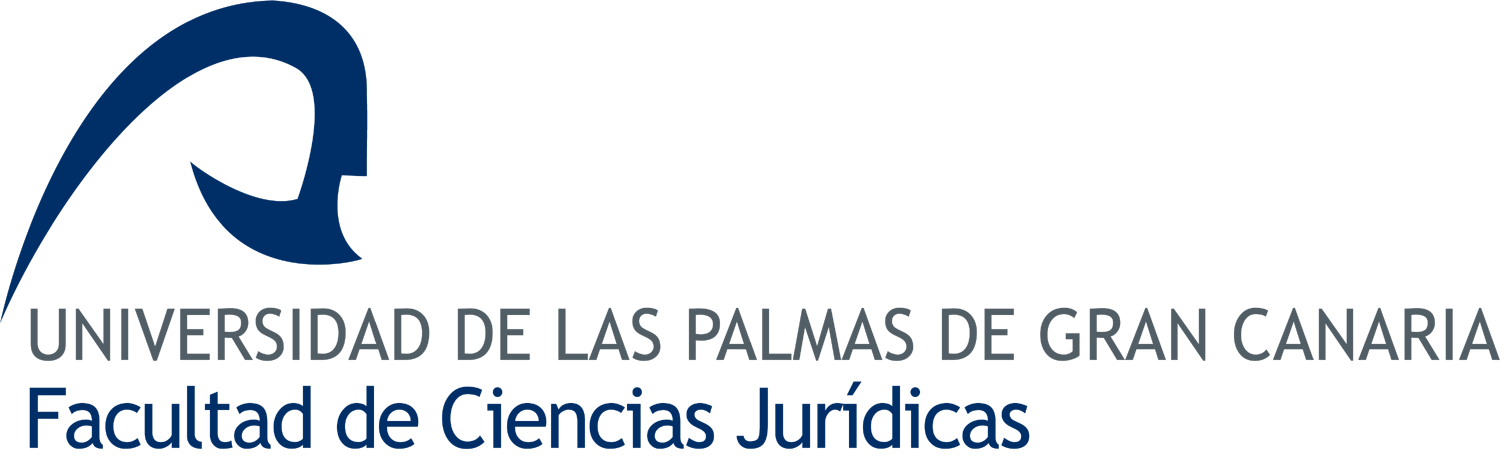 UNIVERSIDAD DE LAS PALMAS DE GRAN CANARIA
Facultad de Ciencias Jurídicas